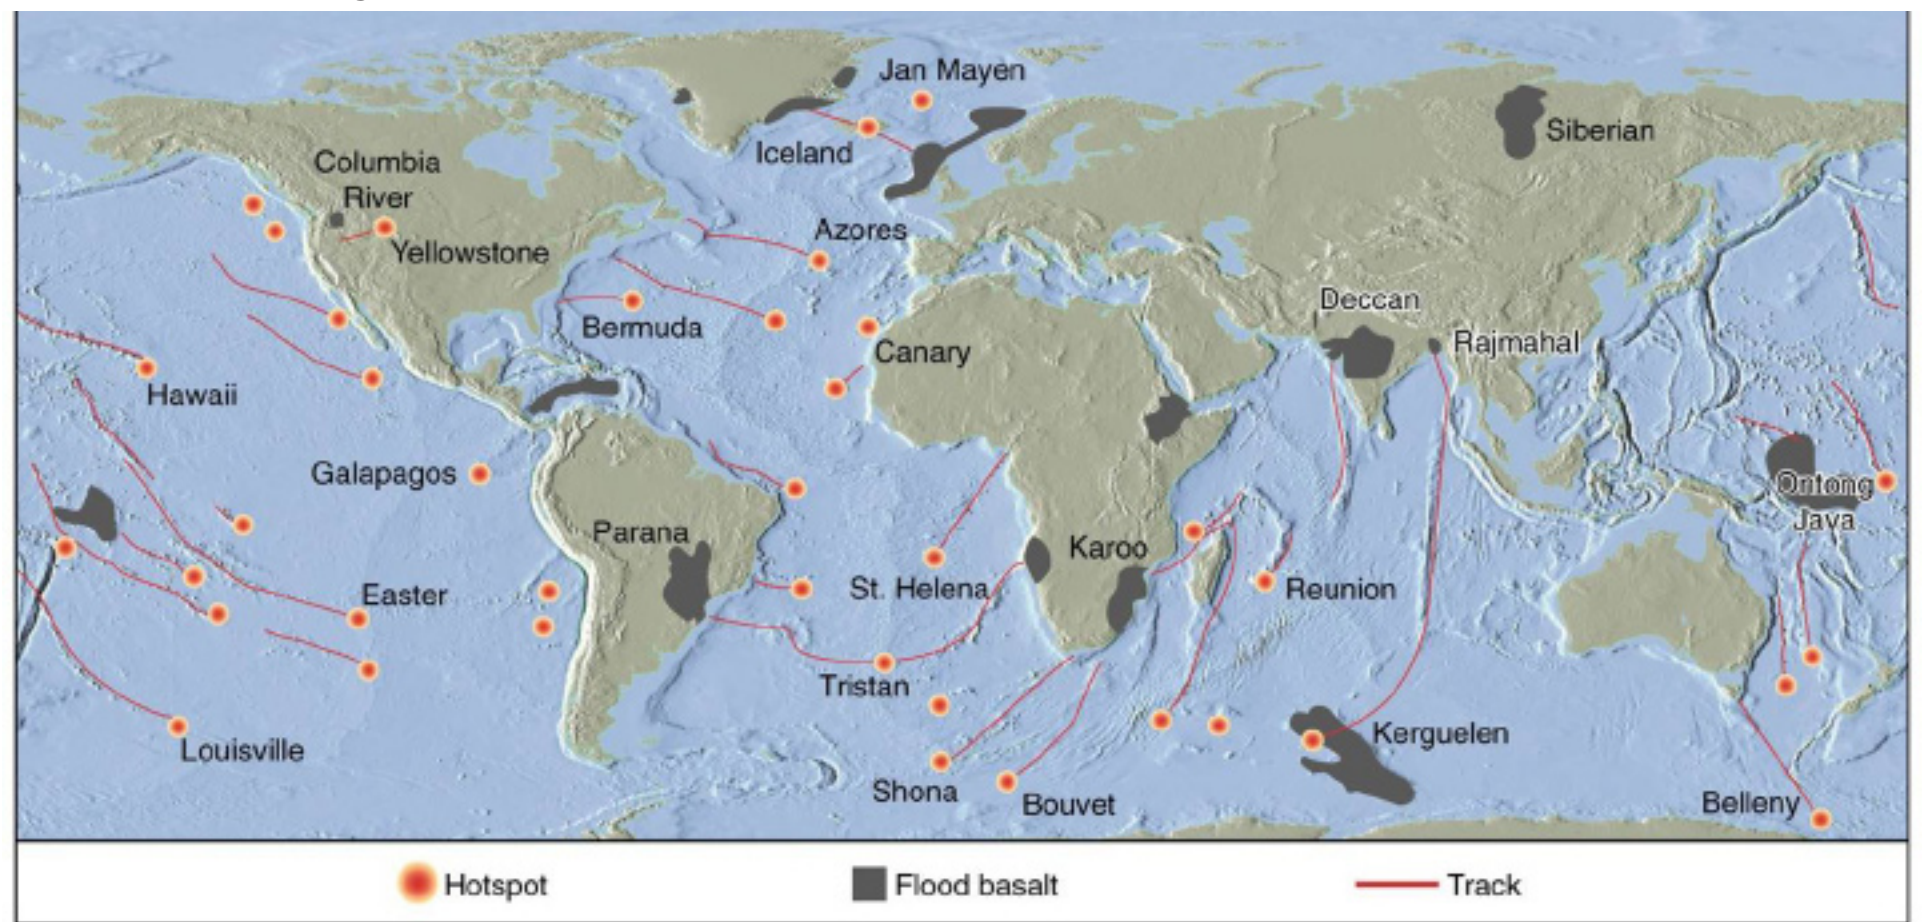 Jan Mayen
Siberian
Iceland
Columbia
River
Yellowstone
Azores
Bermuda
Deccan
Rajmahal
Canary
Hawaii
Galapagos
Ontong
Java
Parana
Karoo
Easter
St. Helena
Reunion
Tristan
Louisville
Kerguelen
Shona
Bouvet
Belleny
Hotspot
Flood basalt
Track